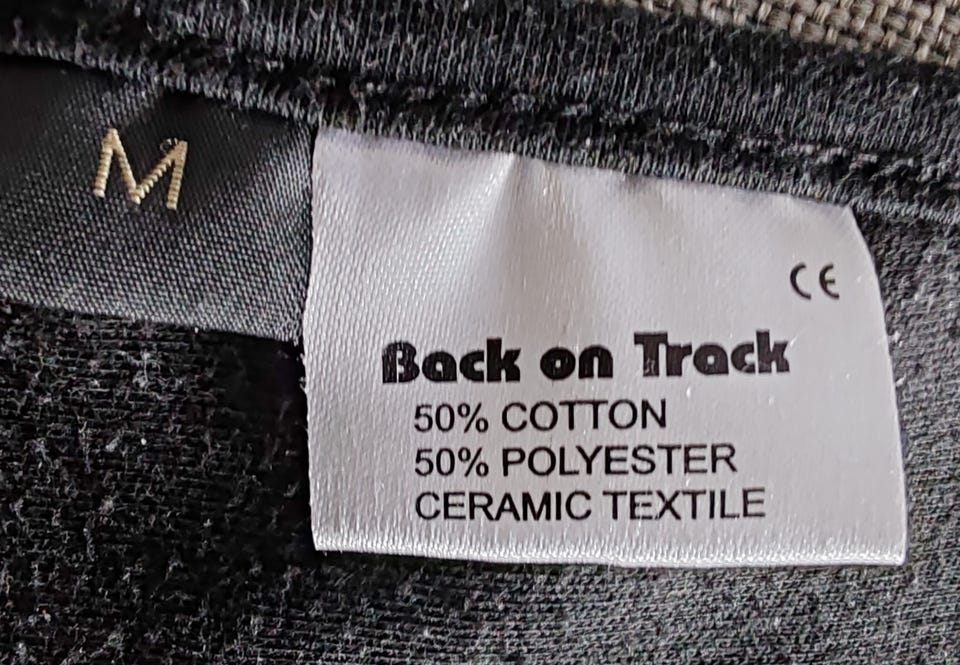 M
CE
Back on Track
50% COTTON
50% POLYESTER
CERAMIC TEXTILE